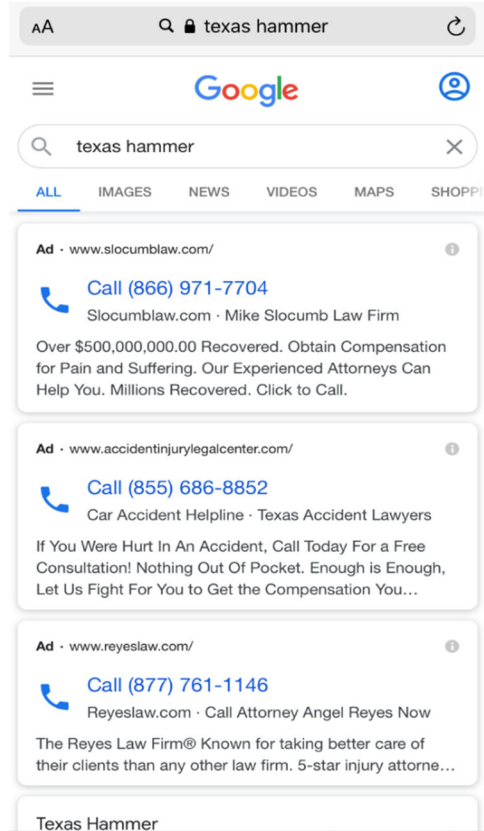 AA texas hammer
Google
texas hammer
ALL IMAGES NEWS VIDEOS MAPS SHOPPI
Ad · www.slocumblaw.com/
Call (866) 971-7704
Slocumblaw.com · Mike Slocumb Law Firm
Over $500,000,000.00 Recovered. Obtain Compensation
for Pain and Suffering. Our Experienced Attorneys Can
Help You. Millions Recovered. Click to Call.
Ad · www.accidentinjurylegalcenter.com/
Call (855) 686-8852
Car Accident Helpline · Texas Accident Lawyers
If You Were Hurt In An Accident, Call Today For a Free
Consultation! Nothing Out Of Pocket. Enough is Enough,
Let Us Fight For You to Get the Compensation You...
Ad · www.reyeslaw.com/
Call (877) 761-1146
Reyeslaw.com · Call Attorney Angel Reyes Now
The Reyes Law Firm® Known for taking better care of
their clients than any other law firm. 5-star injury attorne...
Texas Hammer